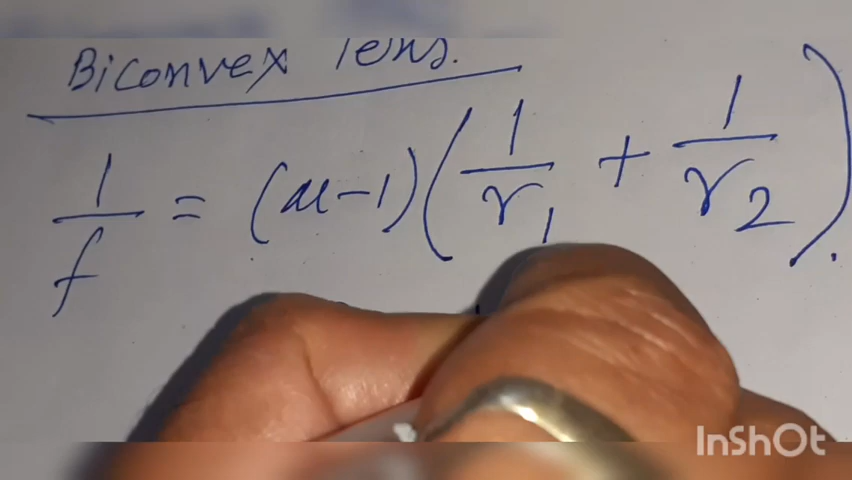 Biconvex lens.
1/f = (μ-1)(1/r₁ + 1/r₂).
InShOt